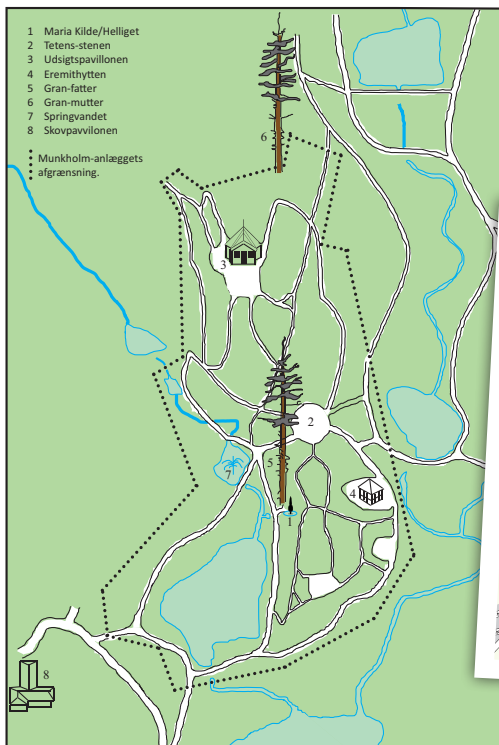 1 Maria Kilde/Helliget
2 Tetens-stenen
3 Udsigtspavillonen
4 Eremithytten
5 Gran-fatter
6 Gran-mutter
7 Springvandet
8 Skovpavvilonen
Munkholm-anlæggets
afgrænsning.
6
3
2
5
7
4
1
8